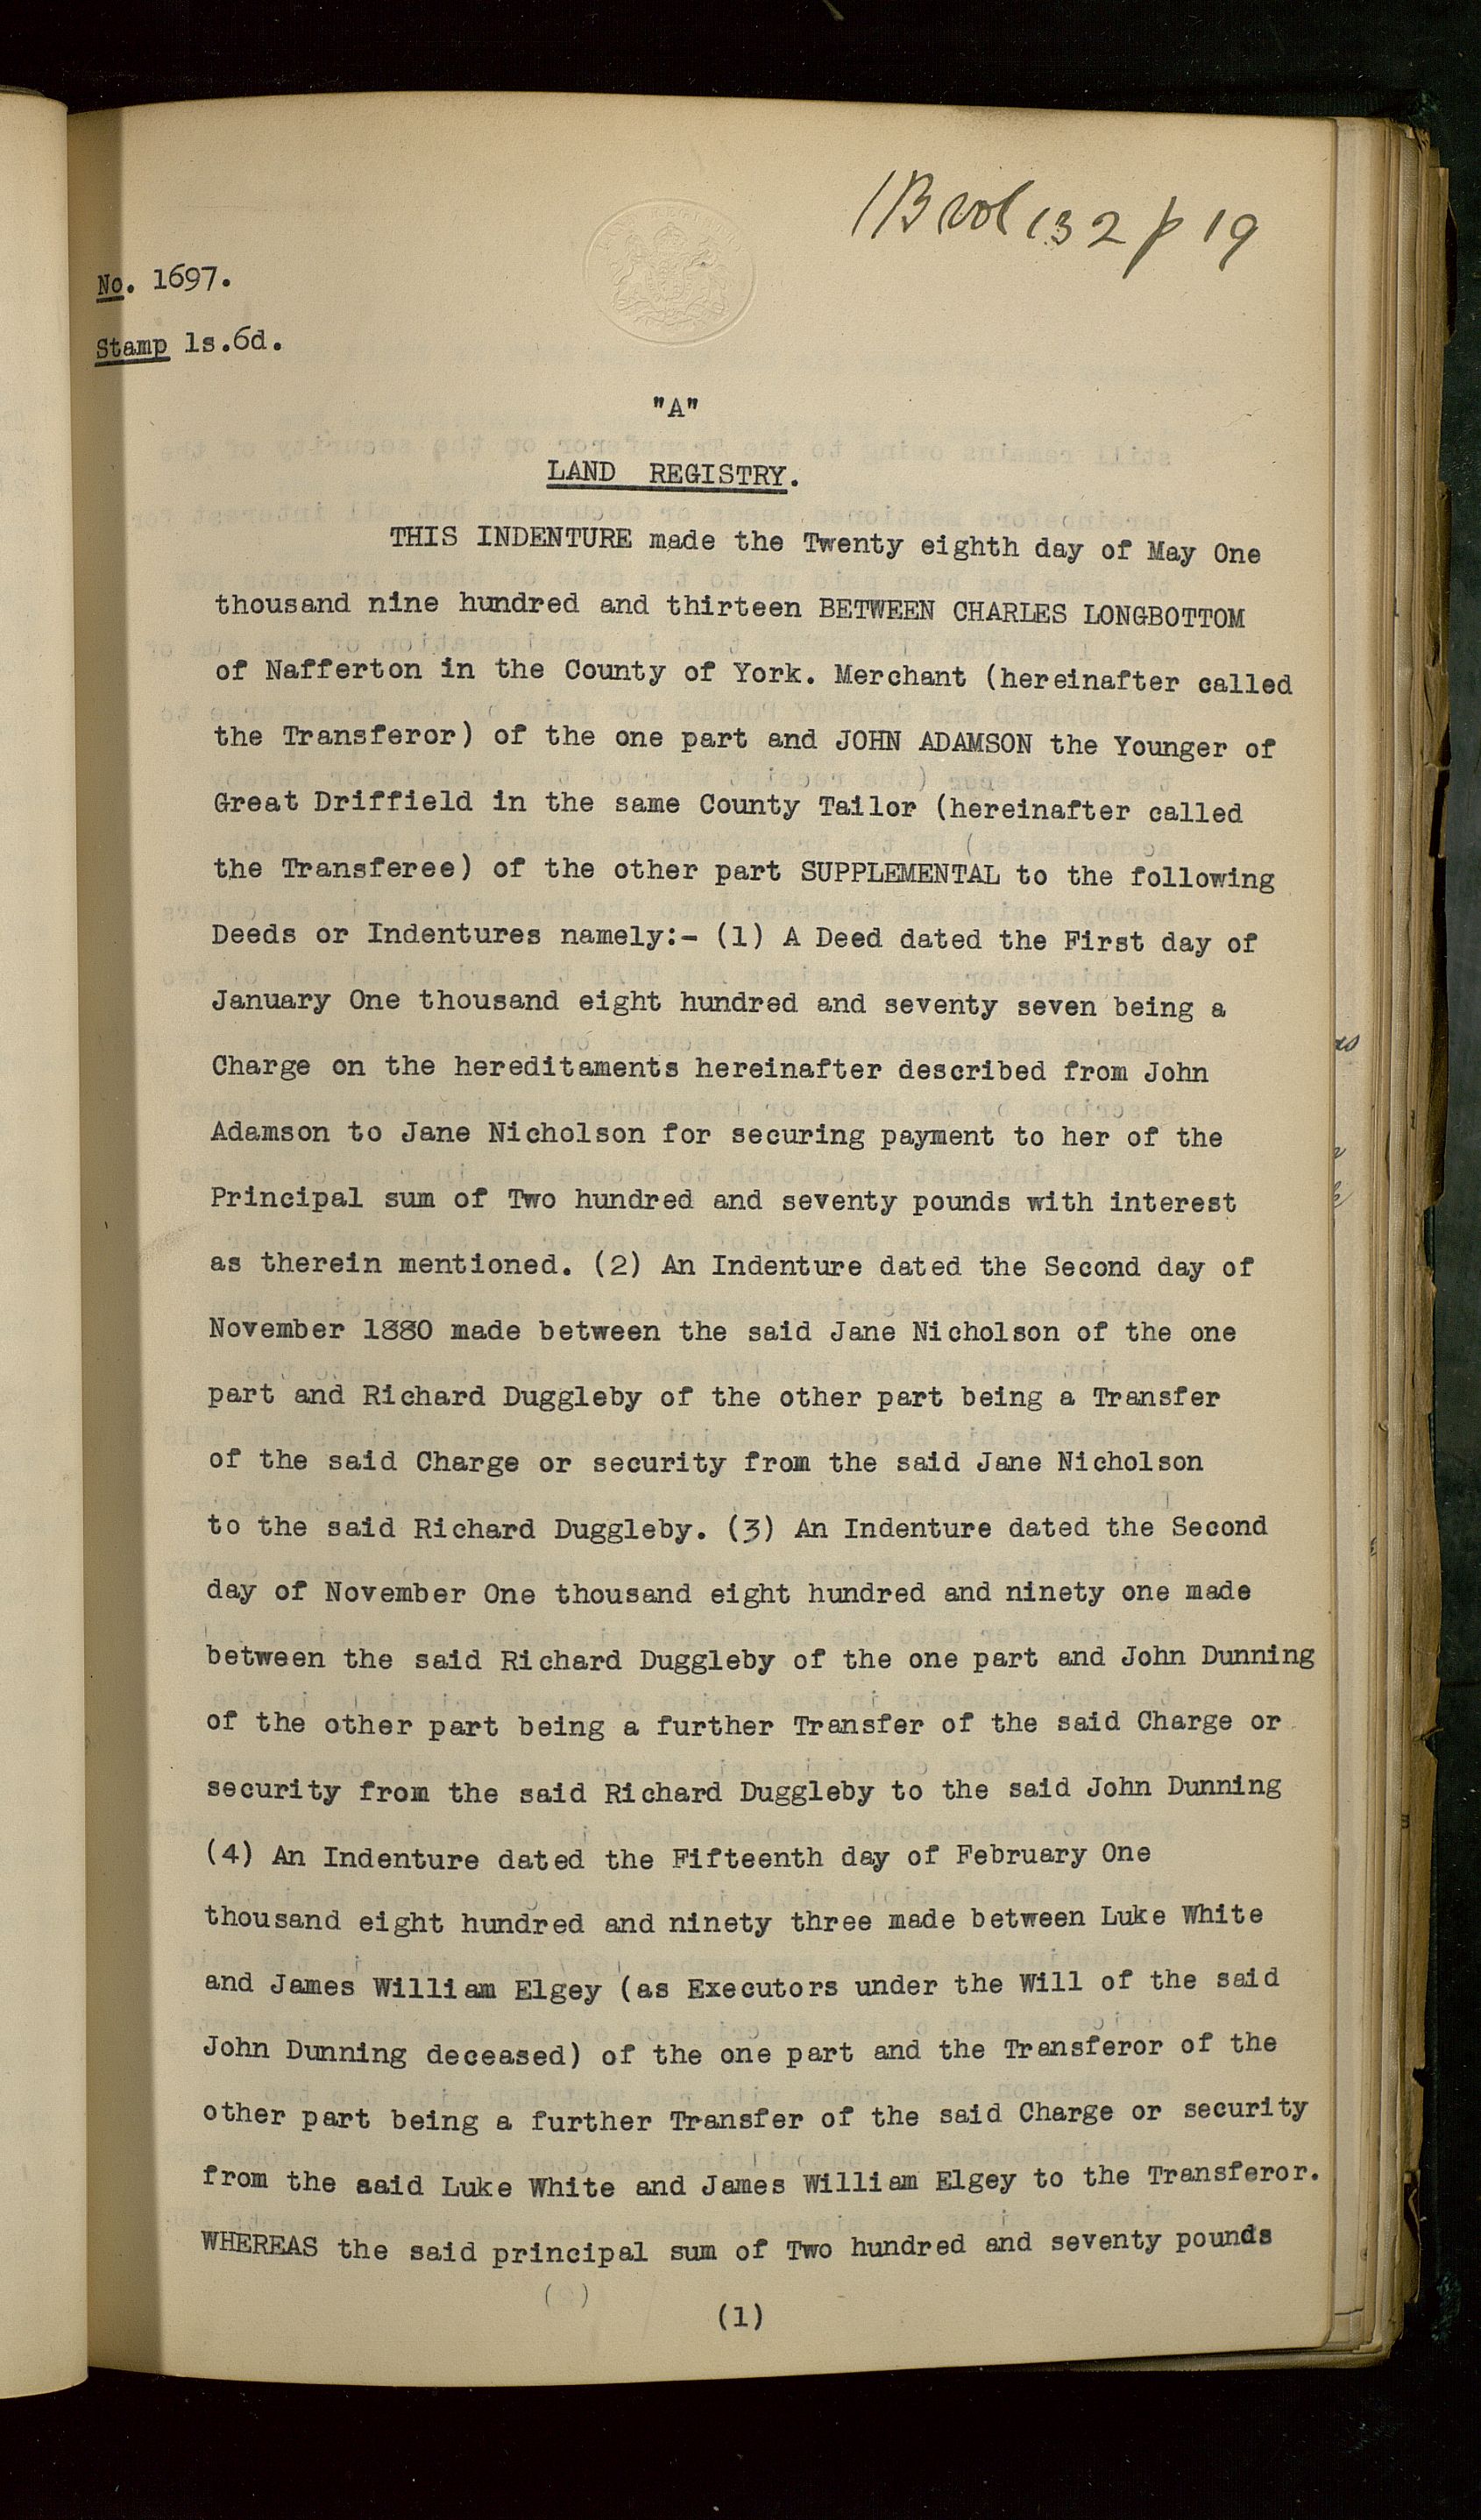 1B vol 132 p 19
No. 1697.
Stamp 1s.6d.
"A"
LAND REGISTRY.
THIS INDENTURE made the Twenty eighth day of May One
thousand nine hundred and thirteen BETWEEN CHARLES LONGBOTTOM
of Nafferton in the County of York. Merchant (hereinafter called
the Transferor) of the one part and JOHN ADAMSON the Younger of
Great Driffield in the same County Tailor (hereinafter called
the Transferee) of the other part SUPPLEMENTAL to the following
Deeds or Indentures namely:- (1) A Deed dated the First day of
January One thousand eight hundred and seventy seven being a
Charge on the hereditaments hereinafter described from John
Adamson to Jane Nicholson for securing payment to her of the
Principal sum of Two hundred and seventy pounds with interest
as therein mentioned. (2) An Indenture dated the Second day of
November 1880 made between the said Jane Nicholson of the one
part and Richard Duggleby of the other part being a Transfer
of the said Charge or security from the said Jane Nicholson
to the said Richard Duggleby. (3) An Indenture dated the Second
day of November One thousand eight hundred and ninety one made
between the said Richard Duggleby of the one part and John Dunning
of the other part being a further Transfer of the said Charge or
security from the said Richard Duggleby to the said John Dunning
(4) An Indenture dated the Fifteenth day of February One
thousand eight hundred and ninety three made between Luke White
and James William Elgey (as Executors under the Will of the said
John Dunning deceased) of the one part and the Transferor of the
other part being a further Transfer of the said Charge or security
from the said Luke White and James William Elgey to the Transferor.
WHEREAS the said principal sum of Two hundred and seventy pounds
(1)